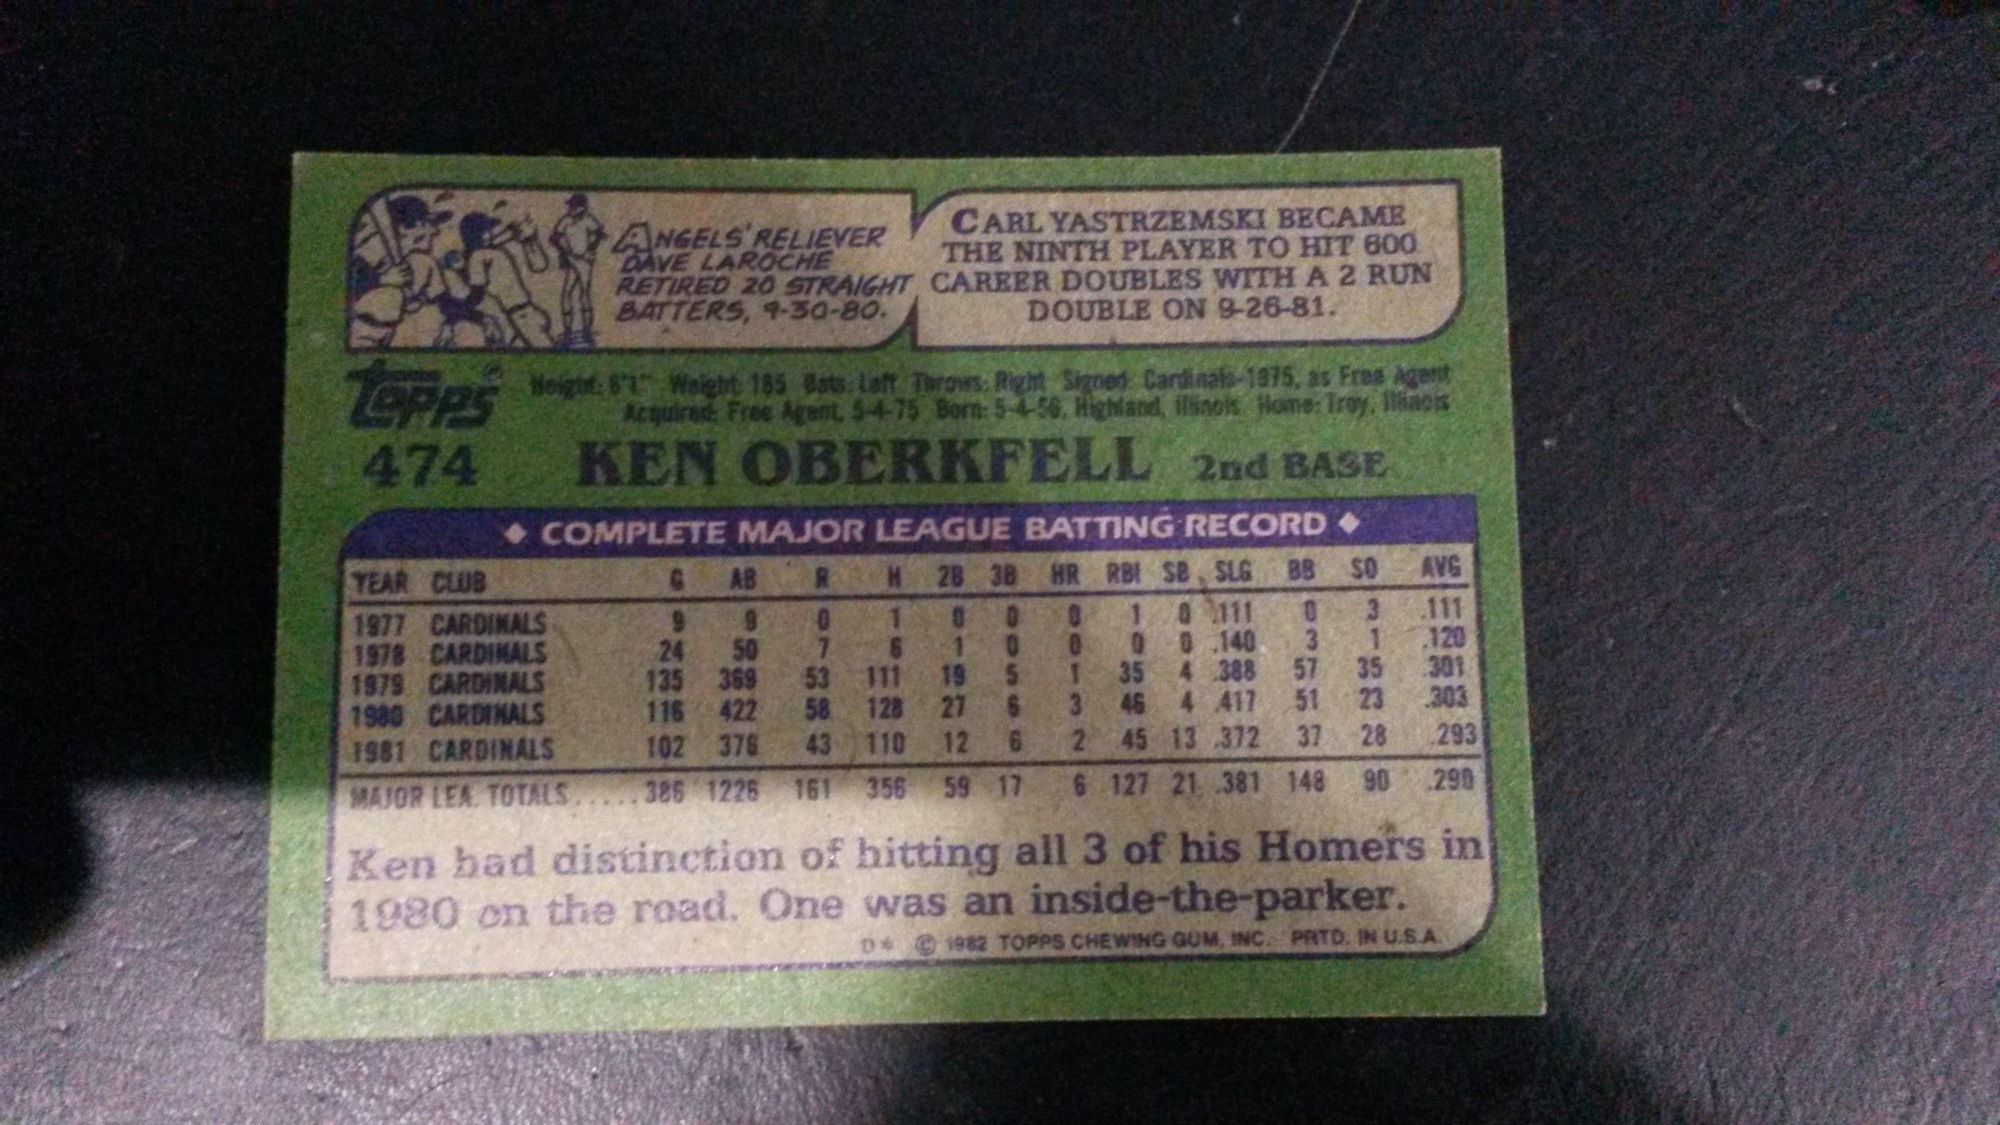 ANGELS' RELIEVER
DAVE LAROCHE
RETIRED 20 STRAIGHT
BATTERS, 9-30-80.
CARL YASTRZEMSKI BECAME
THE NINTH PLAYER TO HIT 600
CAREER DOUBLES WITH A 2 RUN
DOUBLE ON 9-26-81.
Topps®
Height: 6'1" Weight: 185 Bats: Left Throws: Right Signed: Cardinals-1975, as Free Agent
Acquired: Free Agent, 5-4-75 Born: 5-4-56, Highland, Illinois Home: Troy, Illinois
474 KEN OBERKFELL 2nd BASE
◆ COMPLETE MAJOR LEAGUE BATTING RECORD ◆
YEAR CLUB G AB R H 2B 3B HR RBI SB SLG BB SO AVG
1977 CARDINALS 9 9 0 1 0 0 0 1 0 .111 0 3 .111
1978 CARDINALS 24 50 7 6 1 0 0 0 0 .140 3 1 .120
1979 CARDINALS 135 369 53 111 19 5 1 35 4 .388 57 35 .301
1980 CARDINALS 116 422 58 128 27 6 3 46 4 .417 51 23 .303
1981 CARDINALS 102 376 43 110 12 6 2 45 13 .372 37 28 .293
MAJOR LEA. TOTALS..... 386 1226 161 356 59 17 6 127 21 .381 148 90 .290
Ken had distinction of hitting all 3 of his Homers in
1980 on the road. One was an inside-the-parker.
D* © 1982 TOPPS CHEWING GUM, INC. PRTD. IN U.S.A.